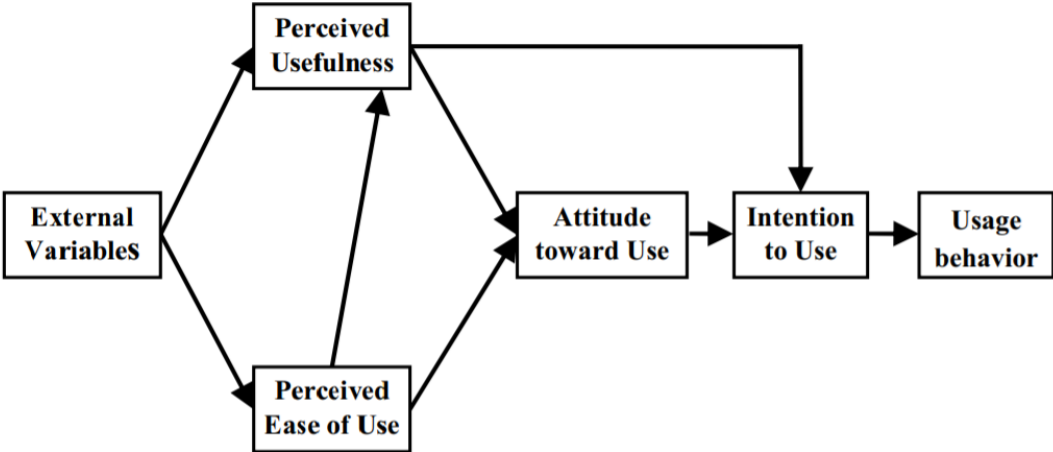 Perceived
Usefulness
External
Variables
Attitude
toward Use
Intention
to Use
Usage
behavior
Perceived
Ease of Use